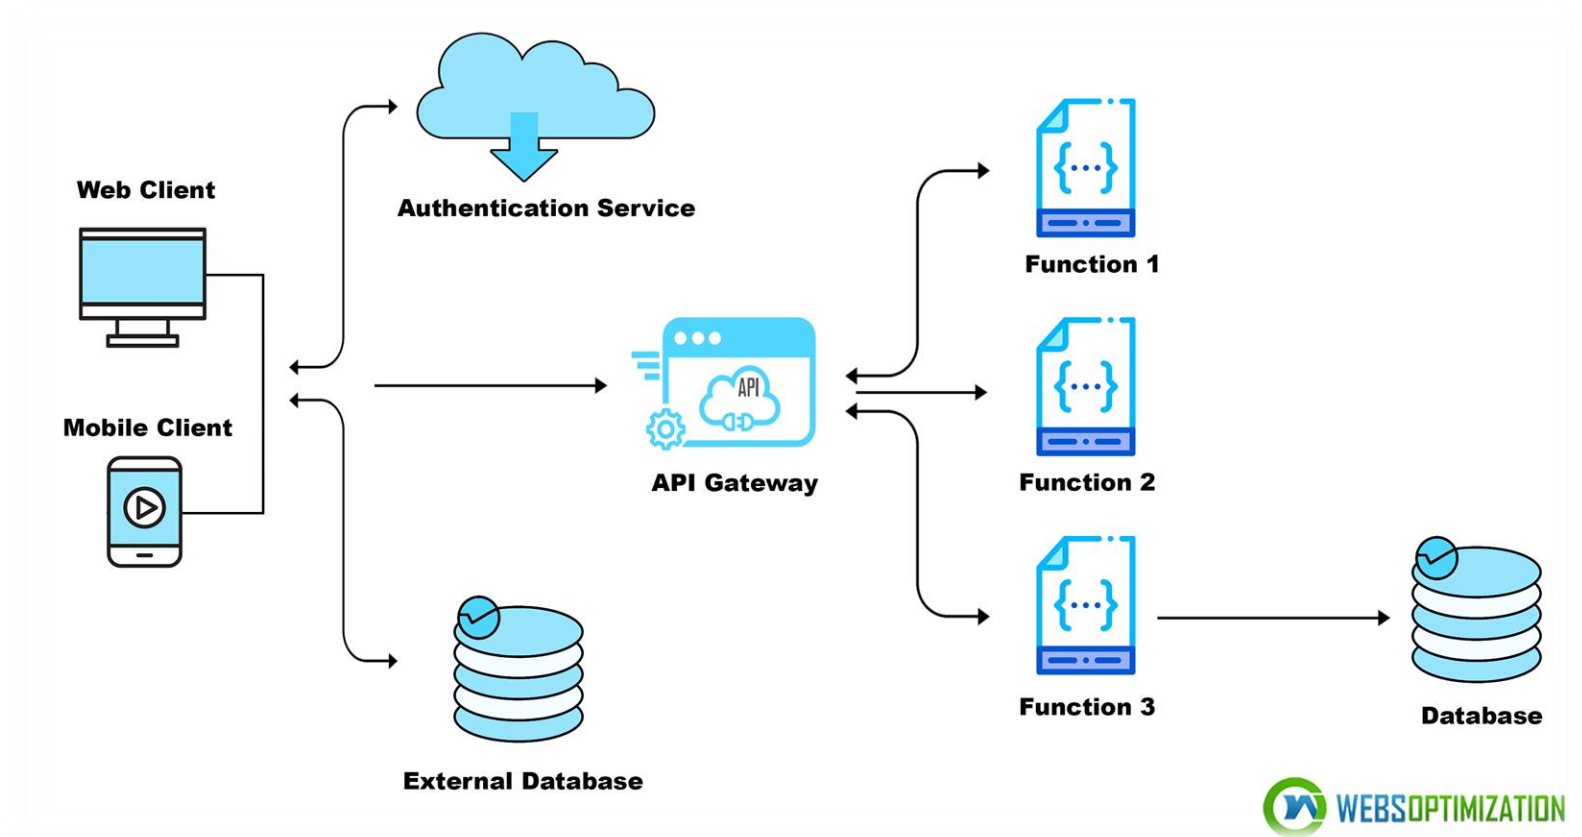 Web Client
Authentication Service
Mobile Client
API
API Gateway
Function 1
Function 2
Function 3
Database
External Database
WEBSOPTIMIZATION